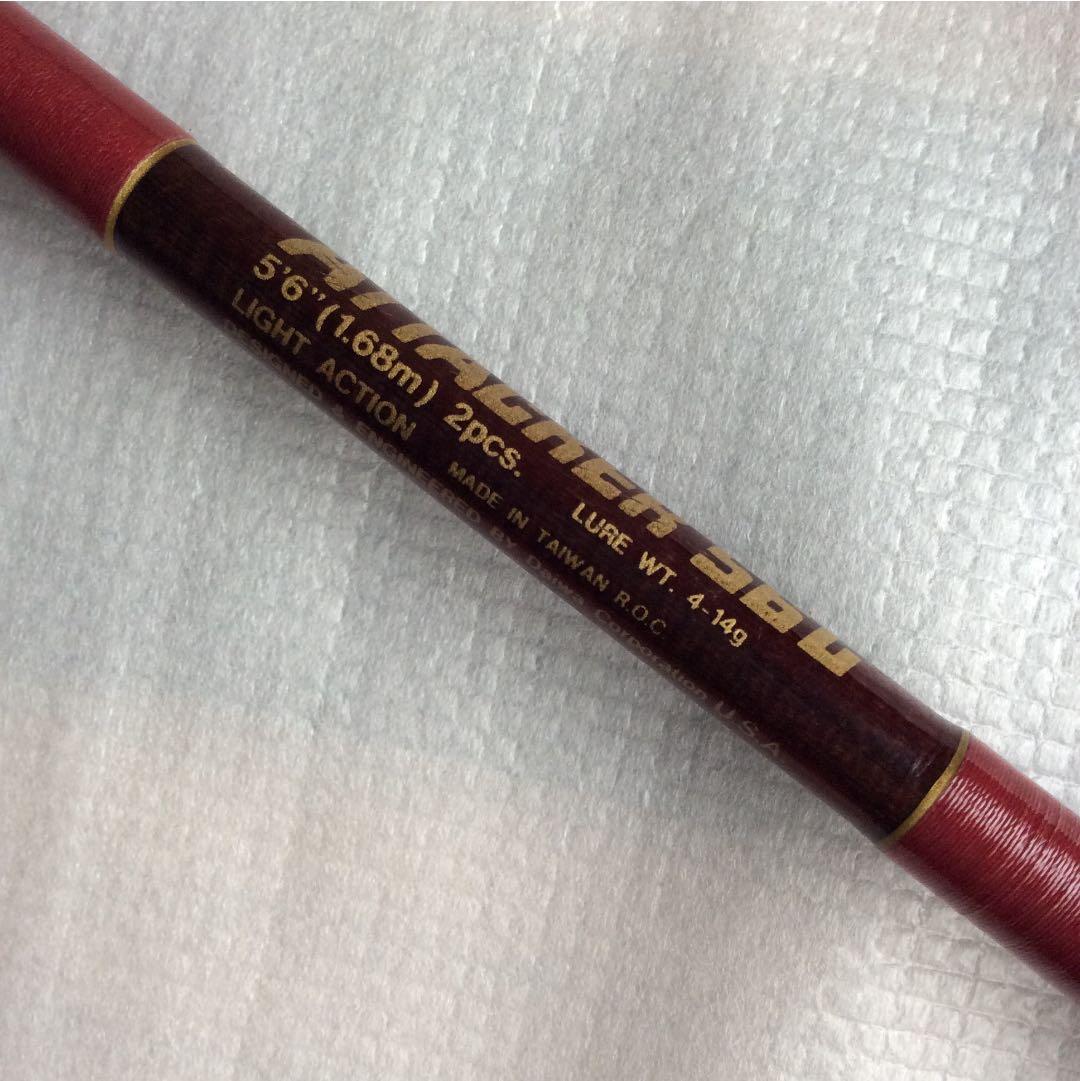 ATTACKER 56L
5'6"(1.68m) 2pcs. LURE WT. 4-14g
LIGHT ACTION MADE IN TAIWAN R.O.C
DESIGNED & ENGINEERED BY Daiwa Corporation U.S.A